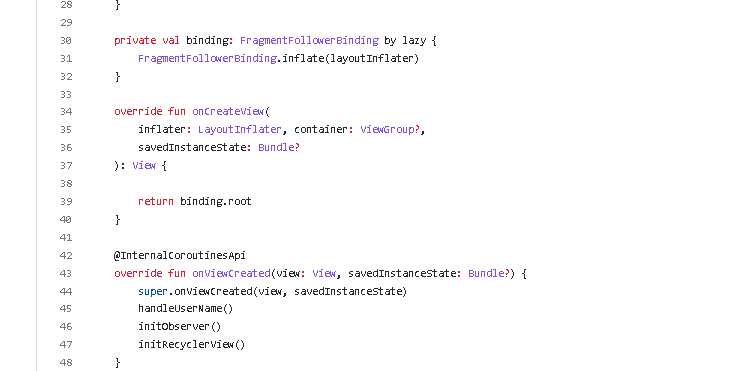 28 }
29
30 private val binding: FragmentFollowerBinding by lazy {
31 FragmentFollowerBinding.inflate(layoutInflater)
32 }
33
34 override fun onCreateView(
35 inflater: LayoutInflater, container: ViewGroup?,
36 savedInstanceState: Bundle?
37 ): View {
38
39 return binding.root
40 }
41
42 @InternalCoroutinesApi
43 override fun onViewCreated(view: View, savedInstanceState: Bundle?) {
44 super.onViewCreated(view, savedInstanceState)
45 handleUserName()
46 initObserver()
47 initRecyclerView()
48 }